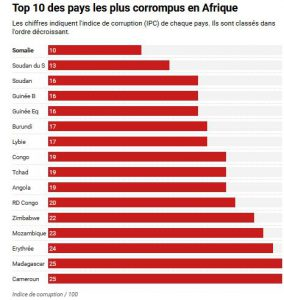 Top 10 des pays les plus corrompus en Afrique
Les chiffres indiquent l'indice de corruption (IPC) de chaque pays. Ils sont classés dans
l'ordre décroissant.
Somalie 10
Soudan du S 13
Soudan 16
Guinée B 16
Guinée Eq 16
Burundi 17
Lybie 17
Congo 19
Tchad 19
Angola 19
RD Congo 20
Zimbabwe 22
Mozambique 23
Erythrée 24
Madagascar 25
Cameroun 25
Indice de corruption / 100